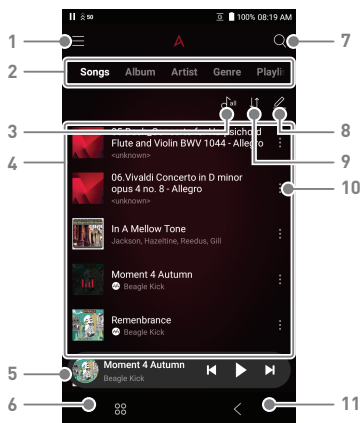 50 100% 08:19 AM
1
7
2
Songs Album Artist Genre Playli
all
3
8
4
9
Flute and Violin BWV 1044 - Allegro
<unknown>
06.Vivaldi Concerto in D minor
opus 4 no. 8 - Allegro
<unknown>
10
In A Mellow Tone
Jackson, Hazeltine, Reedus, Gill
Moment 4 Autumn
Beagle Kick
Remenbrance
Beagle Kick
5
Moment 4 Autumn
Beagle Kick
6
11